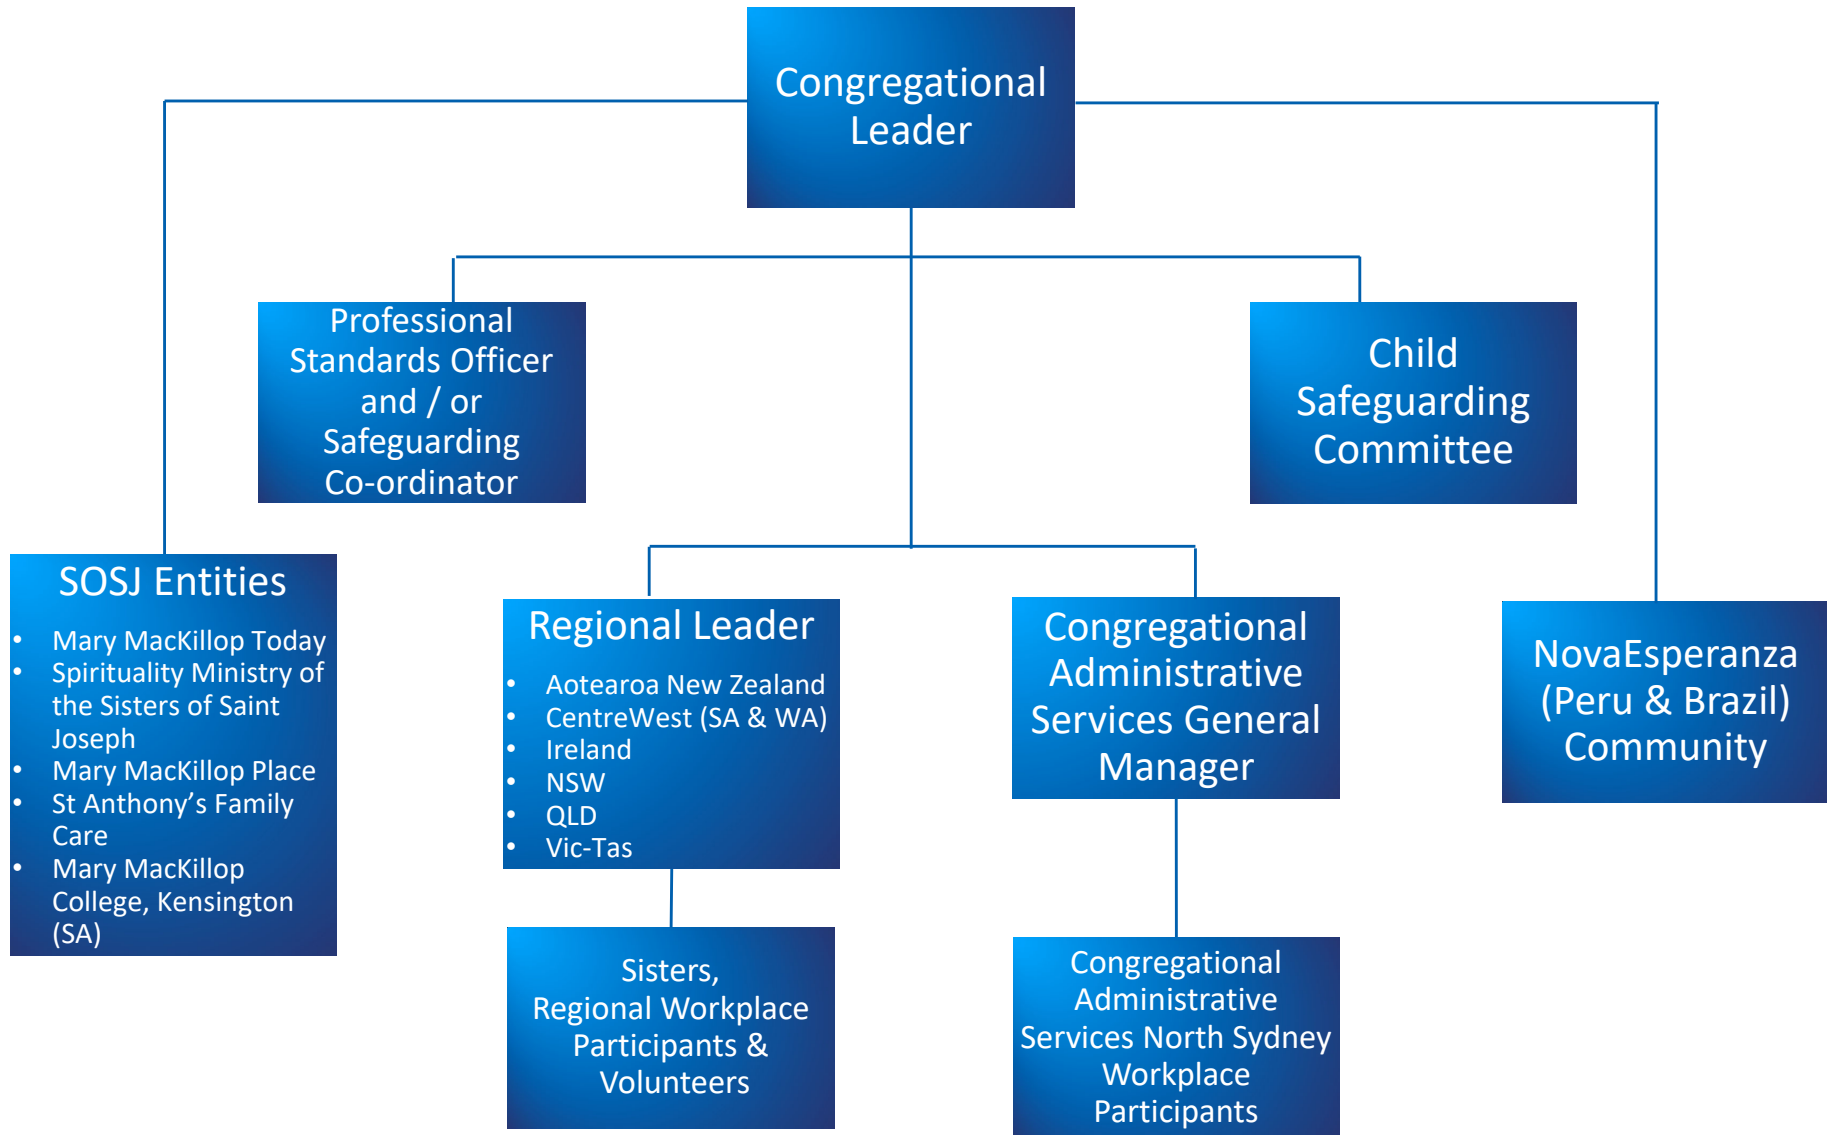 Congregational
Leader
Professional
Standards Officer
and / or
Safeguarding
Co-ordinator
Child
Safeguarding
Committee
SOSJ Entities
• Mary MacKillop Today
• Spirituality Ministry of
the Sisters of Saint
Joseph
• Mary MacKillop Place
• St Anthony’s Family
Care
• Mary MacKillop
College, Kensington
(SA)
Regional Leader
• Aotearoa New Zealand
• CentreWest (SA & WA)
• Ireland
• NSW
• QLD
• Vic-Tas
Congregational
Administrative
Services General
Manager
NovaEsperanza
(Peru & Brazil)
Community
Sisters,
Regional Workplace
Participants &
Volunteers
Congregational
Administrative
Services North Sydney
Workplace
Participants